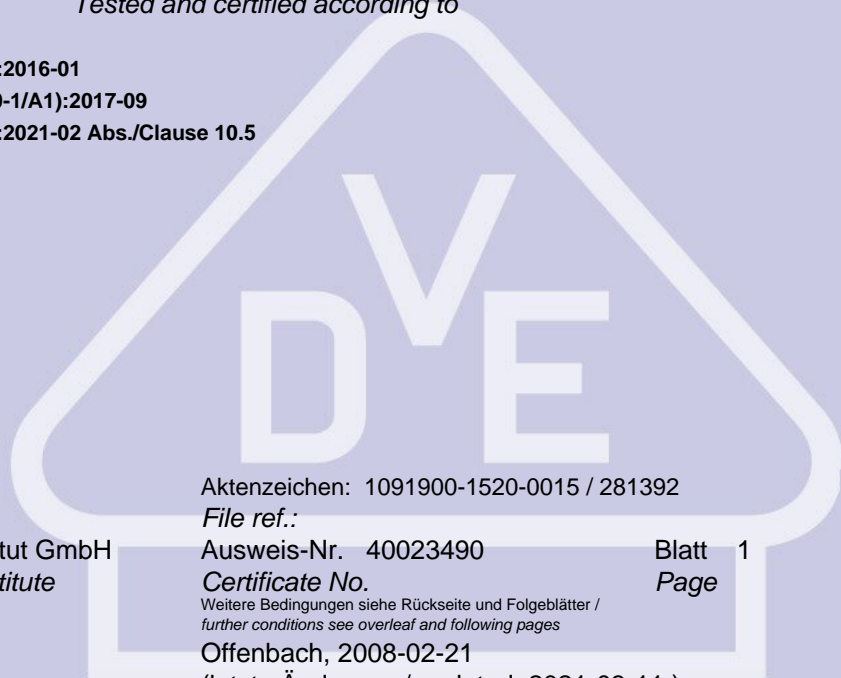 Tested and certified according to
:2016-01
-1/A1):2017-09
:2021-02 Abs./Clause 10.5
DVE
Aktenzeichen: 1091900-1520-0015 / 281392
File ref.:
tut GmbH Ausweis-Nr. 40023490 Blatt 1
titute Certificate No. Page
Weitere Bedingungen siehe Rückseite und Folgeblätter /
further conditions see overleaf and following pages
Offenbach, 2008-02-21